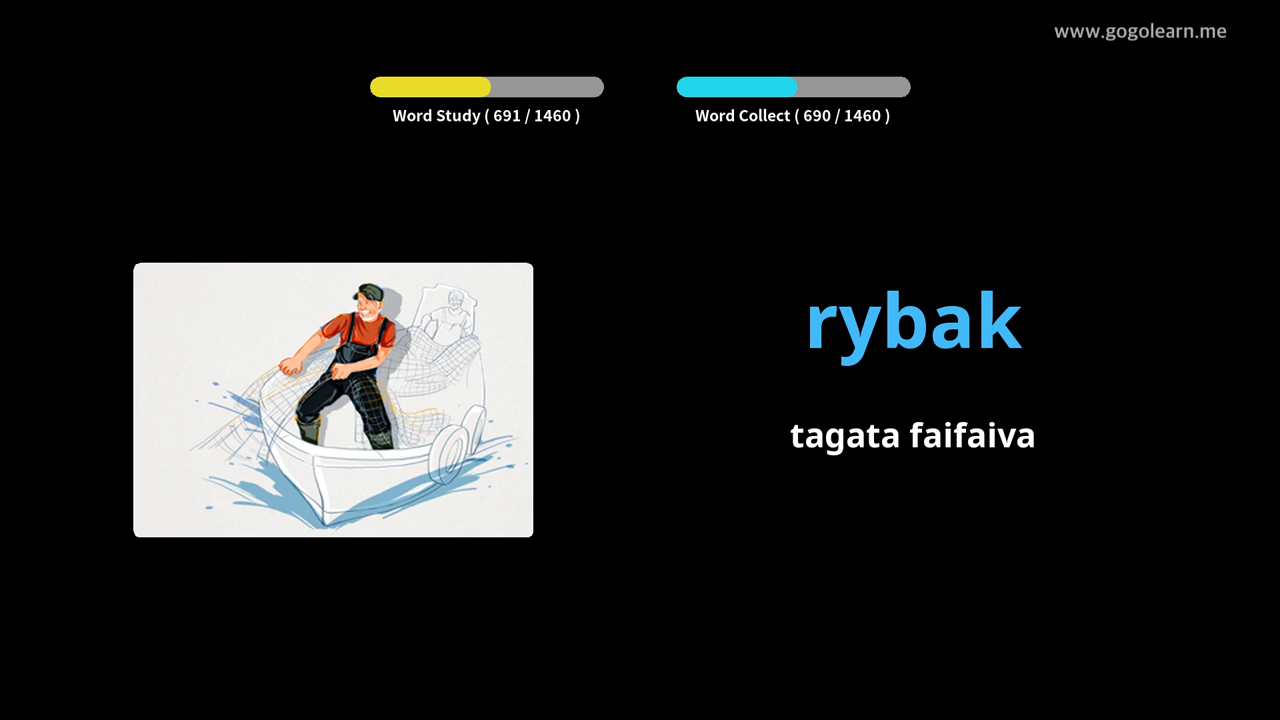 www.gogolearn.me
Word Study ( 691 / 1460 )
Word Collect ( 690 / 1460 )
rybak
tagata faifaiva